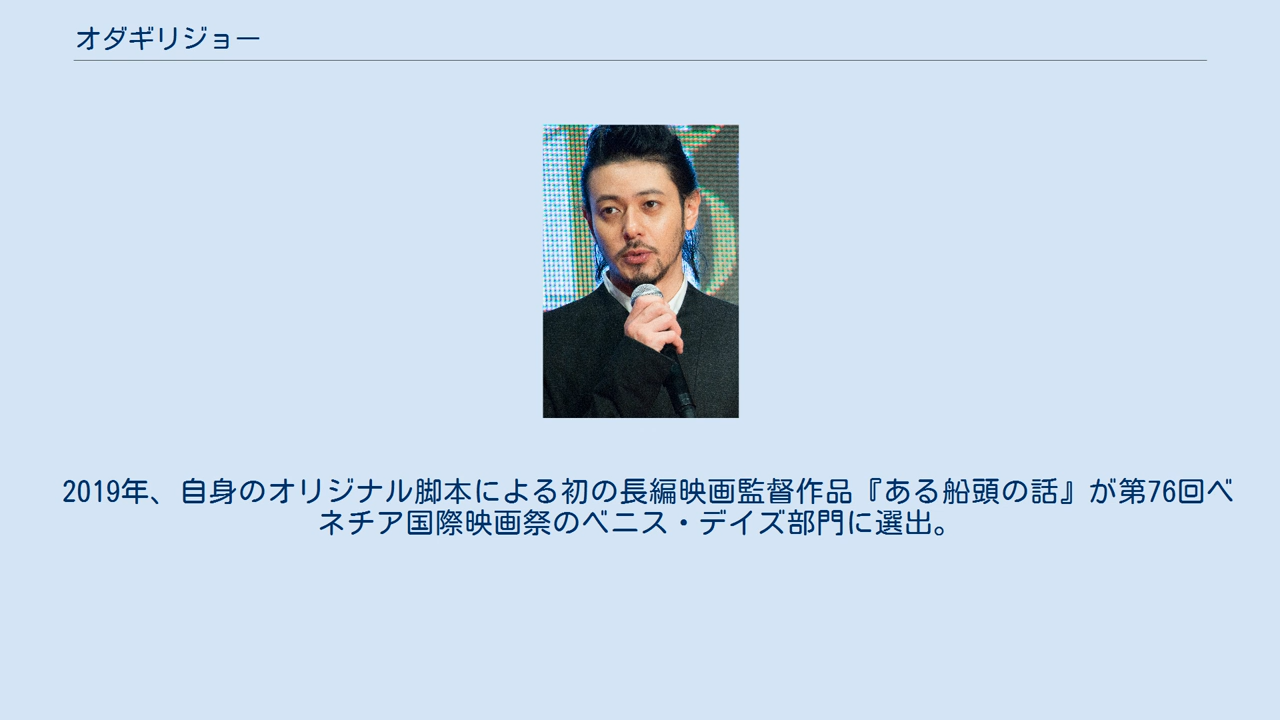 オダギリジョー
2019年、自身のオリジナル脚本による初の長編映画監督作品『ある船頭の話』が第76回ベ
ネチア国際映画祭のベニス・デイズ部門に選出。